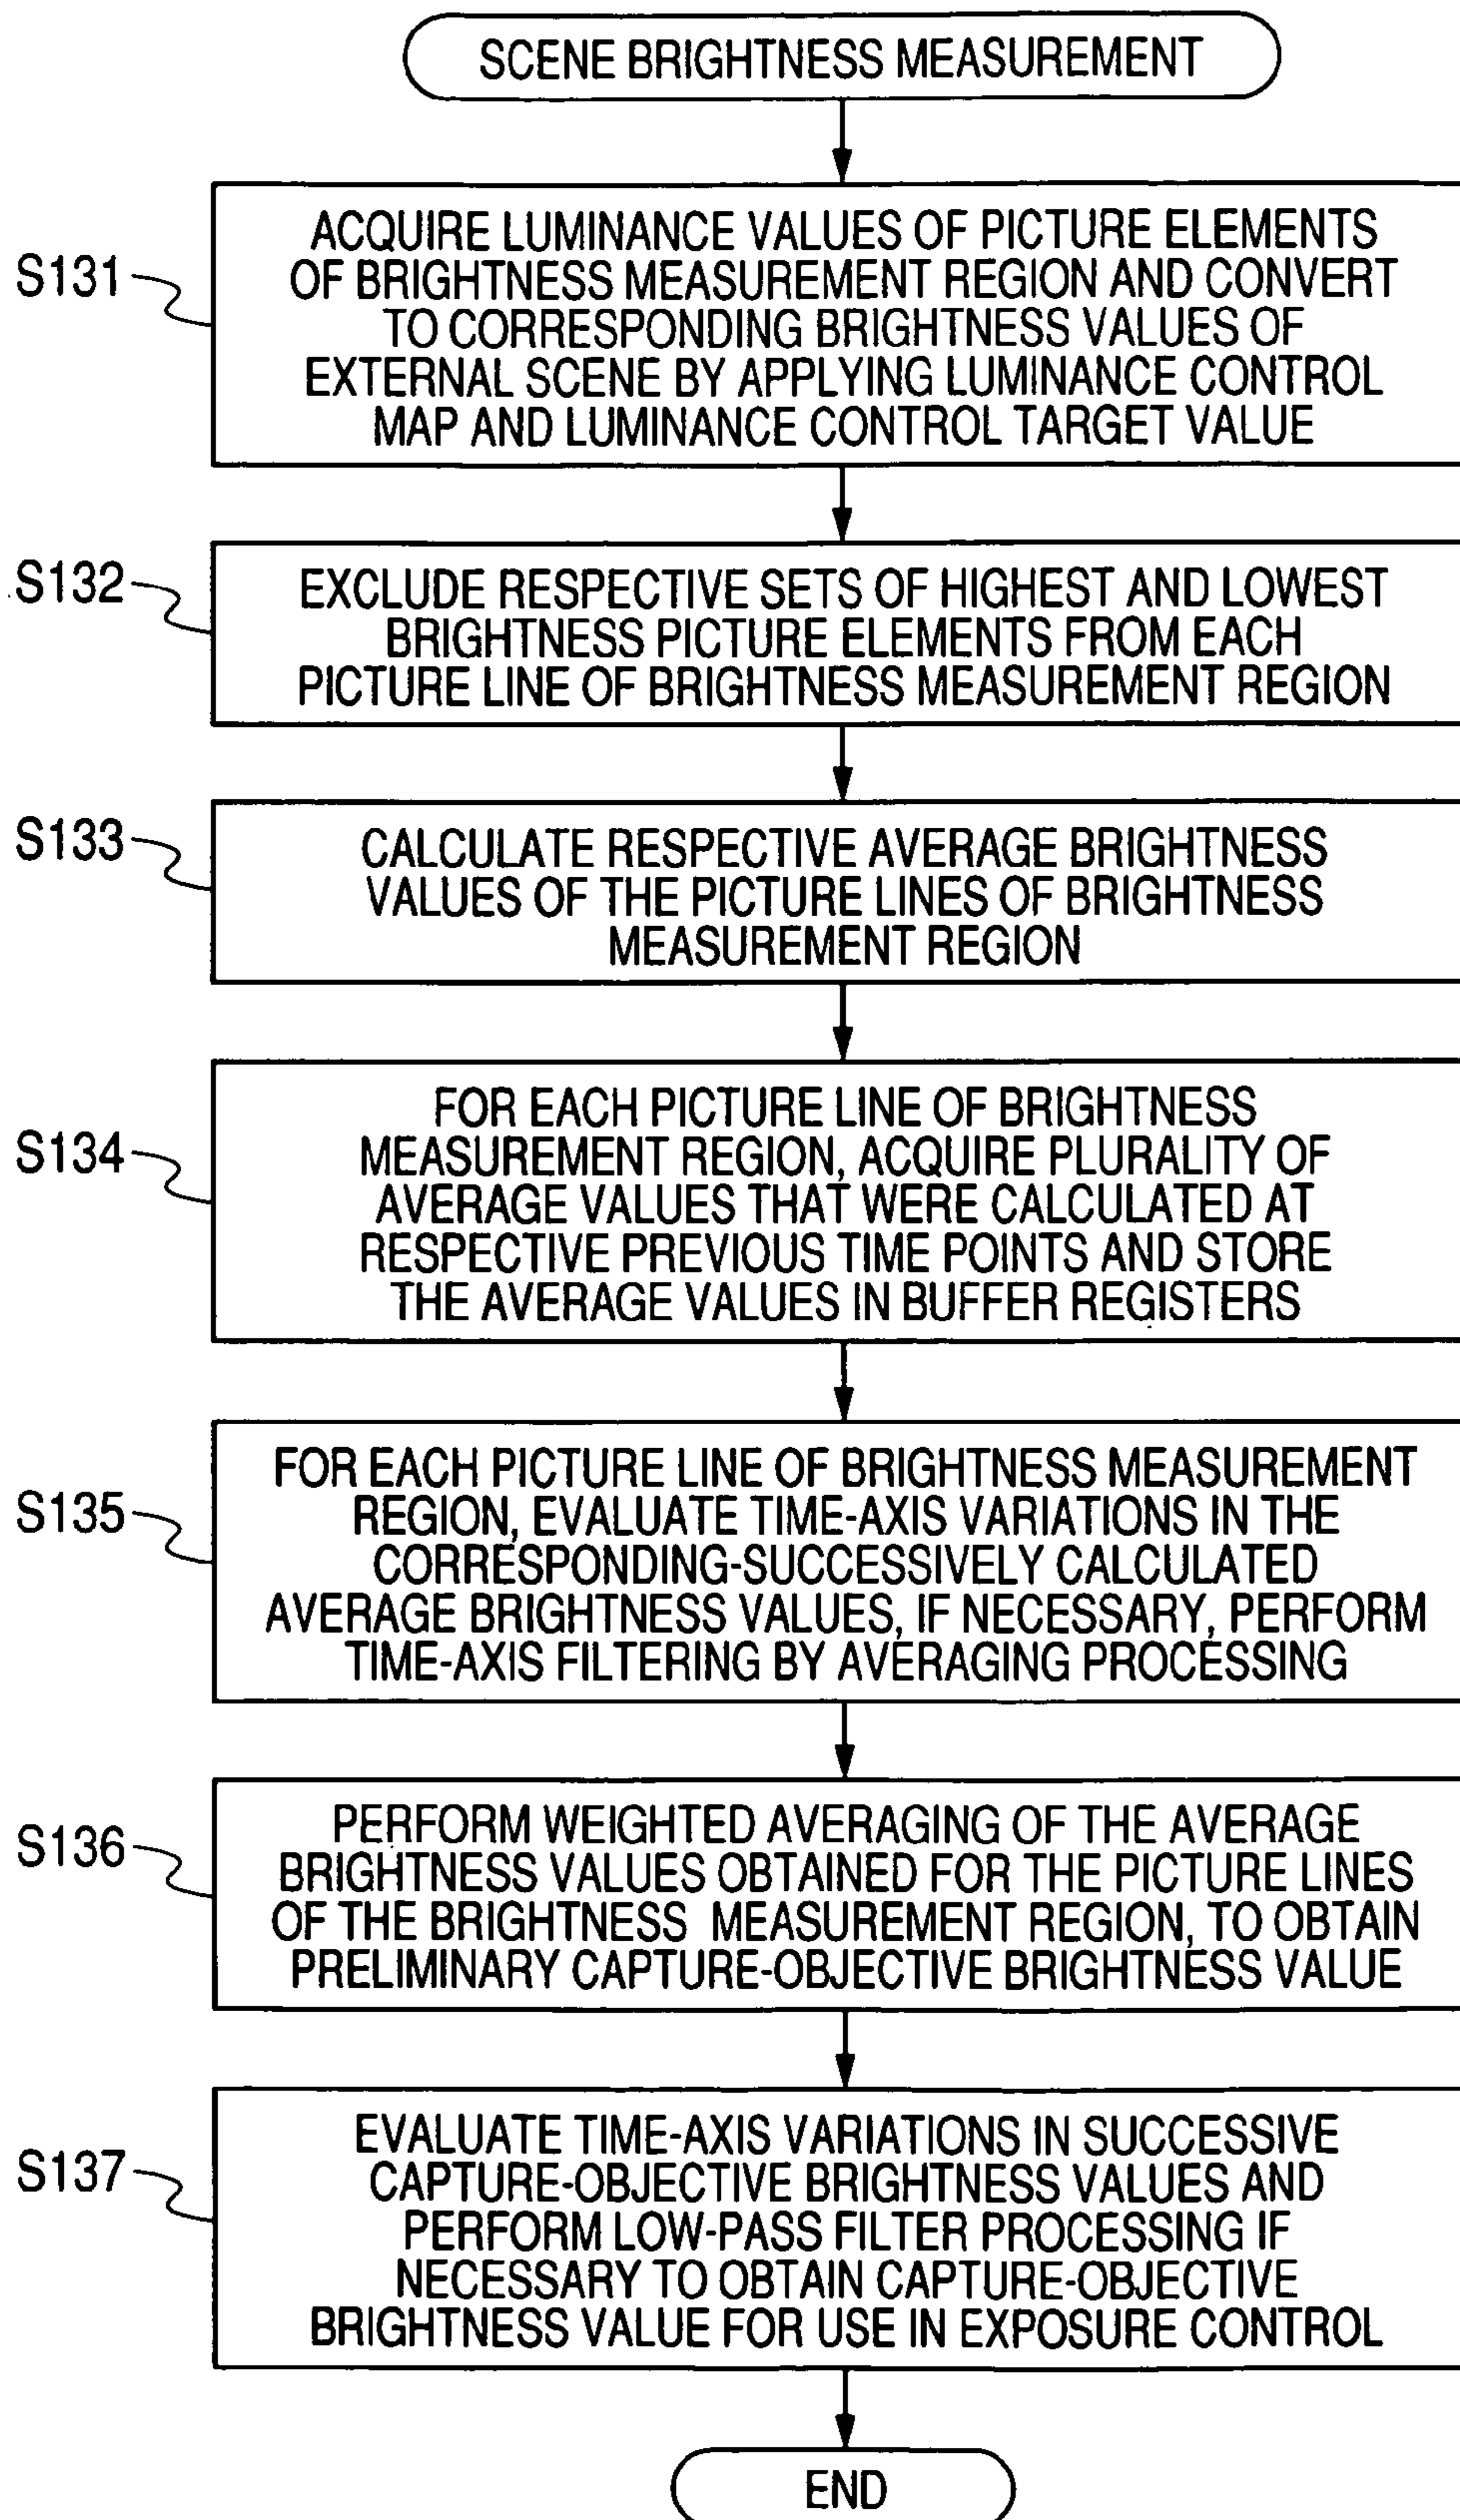 SCENE BRIGHTNESS MEASUREMENT
S131
ACQUIRE LUMINANCE VALUES OF PICTURE ELEMENTS
OF BRIGHTNESS MEASUREMENT REGION AND CONVERT
TO CORRESPONDING BRIGHTNESS VALUES OF
EXTERNAL SCENE BY APPLYING LUMINANCE CONTROL
MAP AND LUMINANCE CONTROL TARGET VALUE
S132
EXCLUDE RESPECTIVE SETS OF HIGHEST AND LOWEST
BRIGHTNESS PICTURE ELEMENTS FROM EACH
PICTURE LINE OF BRIGHTNESS MEASUREMENT REGION
S133
CALCULATE RESPECTIVE AVERAGE BRIGHTNESS
VALUES OF THE PICTURE LINES OF BRIGHTNESS
MEASUREMENT REGION
S134
FOR EACH PICTURE LINE OF BRIGHTNESS
MEASUREMENT REGION, ACQUIRE PLURALITY OF
AVERAGE VALUES THAT WERE CALCULATED AT
RESPECTIVE PREVIOUS TIME POINTS AND STORE
THE AVERAGE VALUES IN BUFFER REGISTERS
S135
FOR EACH PICTURE LINE OF BRIGHTNESS MEASUREMENT
REGION, EVALUATE TIME-AXIS VARIATIONS IN THE
CORRESPONDING-SUCCESSIVELY CALCULATED
AVERAGE BRIGHTNESS VALUES, IF NECESSARY, PERFORM
TIME-AXIS FILTERING BY AVERAGING PROCESSING
S136
PERFORM WEIGHTED AVERAGING OF THE AVERAGE
BRIGHTNESS VALUES OBTAINED FOR THE PICTURE LINES
OF THE BRIGHTNESS MEASUREMENT REGION, TO OBTAIN
PRELIMINARY CAPTURE-OBJECTIVE BRIGHTNESS VALUE
S137
EVALUATE TIME-AXIS VARIATIONS IN SUCCESSIVE
CAPTURE-OBJECTIVE BRIGHTNESS VALUES AND
PERFORM LOW-PASS FILTER PROCESSING IF
NECESSARY TO OBTAIN CAPTURE-OBJECTIVE
BRIGHTNESS VALUE FOR USE IN EXPOSURE CONTROL
END